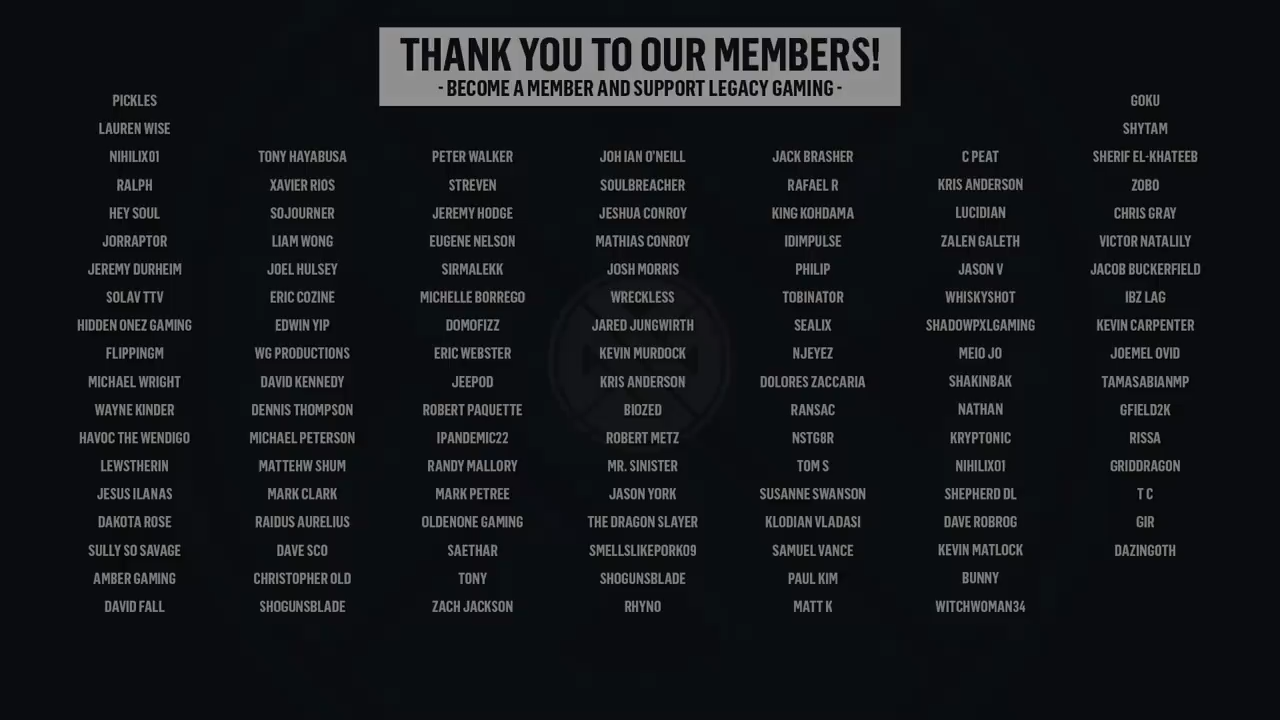 THANK YOU TO OUR MEMBERS!
- BECOME A MEMBER AND SUPPORT LEGACY GAMING -
PICKLES
LAUREN WISE
NIHILIX01
RALPH
HEY SOUL
JORRAPTOR
JEREMY DURHEIM
SOLAV TTV
HIDDEN ONEZ GAMING
FLIPPINGM
MICHAEL WRIGHT
WAYNE KINDER
HAVOC THE WENDIGO
LEWSTHERIN
JESUS ILANAS
DAKOTA ROSE
SULLY SO SAVAGE
AMBER GAMING
DAVID FALL
TONY HAYABUSA
XAVIER RIOS
SOJOURNER
LIAM WONG
JOEL HULSEY
ERIC COZINE
EDWIN YIP
WG PRODUCTIONS
DAVID KENNEDY
DENNIS THOMPSON
MICHAEL PETERSON
MATTEHW SHUM
MARK CLARK
RAIDUS AURELIUS
DAVE SCO
CHRISTOPHER OLD
SHOGUNSBLADE
PETER WALKER
STREVEN
JEREMY HODGE
EUGENE NELSON
SIRMALEKK
MICHELLE BORREGO
DOMOFIZZ
ERIC WEBSTER
JEEPOD
ROBERT PAQUETTE
IPANDEMIC22
RANDY MALLORY
MARK PETREE
OLDENONE GAMING
SAETHAR
TONY
ZACH JACKSON
JOH IAN O'NEILL
SOULBREACHER
JESHUA CONROY
MATHIAS CONROY
JOSH MORRIS
WRECKLESS
JARED JUNGWIRTH
KEVIN MURDOCK
KRIS ANDERSON
BIOZED
ROBERT METZ
MR. SINISTER
JASON YORK
THE DRAGON SLAYER
SMELLSLIKEPORK09
SHOGUNSBLADE
RHYNO
JACK BRASHER
RAFAEL R
KING KOHDAMA
IDIMPULSE
PHILIP
TOBINATOR
SEALIX
NJEYEZ
DOLORES ZACCARIA
RANSAC
NSTG8R
TOM S
SUSANNE SWANSON
KLODIAN VLADASI
SAMUEL VANCE
PAUL KIM
MATT K
C PEAT
KRIS ANDERSON
LUCIDIAN
ZALEN GALETH
JASON V
WHISKYSHOT
SHADOWPXLGAMING
MEIO JO
SHAKINBAK
NATHAN
KRYPTONIC
NIHILIX01
SHEPHERD DL
DAVE ROBROG
KEVIN MATLOCK
BUNNY
WITCHWOMAN34
GOKU
SHYTAM
SHERIF EL-KHATEEB
ZOBO
CHRIS GRAY
VICTOR NATALILY
JACOB BUCKERFIELD
IBZ LAG
KEVIN CARPENTER
JOEMEL OVID
TAMASABIANMP
GFIELD2K
RISSA
GRIDDRAGON
T C
GIR
DAZINGOTH